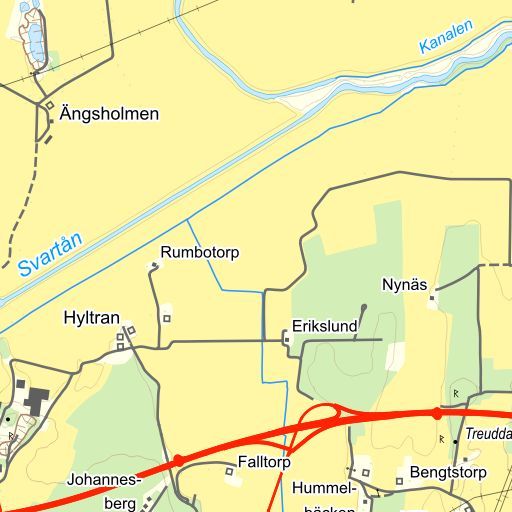 Kanalen
Ängsholmen
Svartån
Rumbotorp
Nynäs
Hyltran
Erikslund
R
R
Treudda
Falltorp
Bengtstorp
Johannes-
berg
Hummel-
bäcken